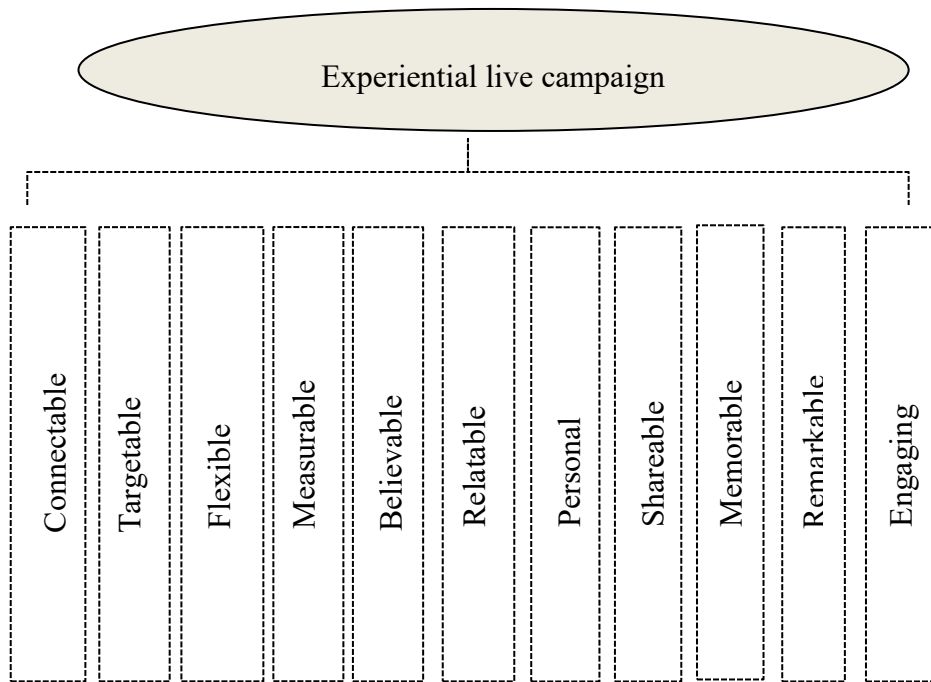 Experiential live campaign
Connectable
Targetable
Flexible
Measurable
Believable
Relatable
Personal
Shareable
Memorable
Remarkable
Engaging